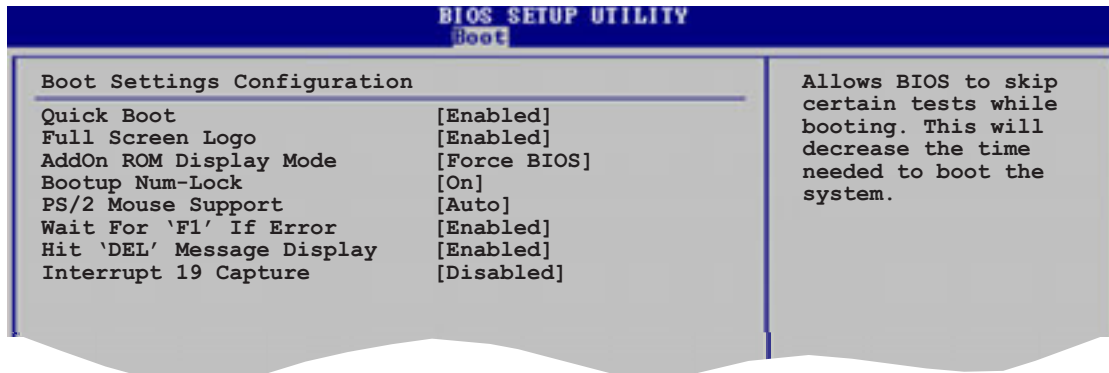 BIOS SETUP UTILITY
Boot
Boot Settings Configuration
Quick Boot [Enabled]
Full Screen Logo [Enabled]
AddOn ROM Display Mode [Force BIOS]
Bootup Num-Lock [On]
PS/2 Mouse Support [Auto]
Wait For ‘F1’ If Error [Enabled]
Hit ‘DEL’ Message Display [Enabled]
Interrupt 19 Capture [Disabled]
Allows BIOS to skip
certain tests while
booting. This will
decrease the time
needed to boot the
system.